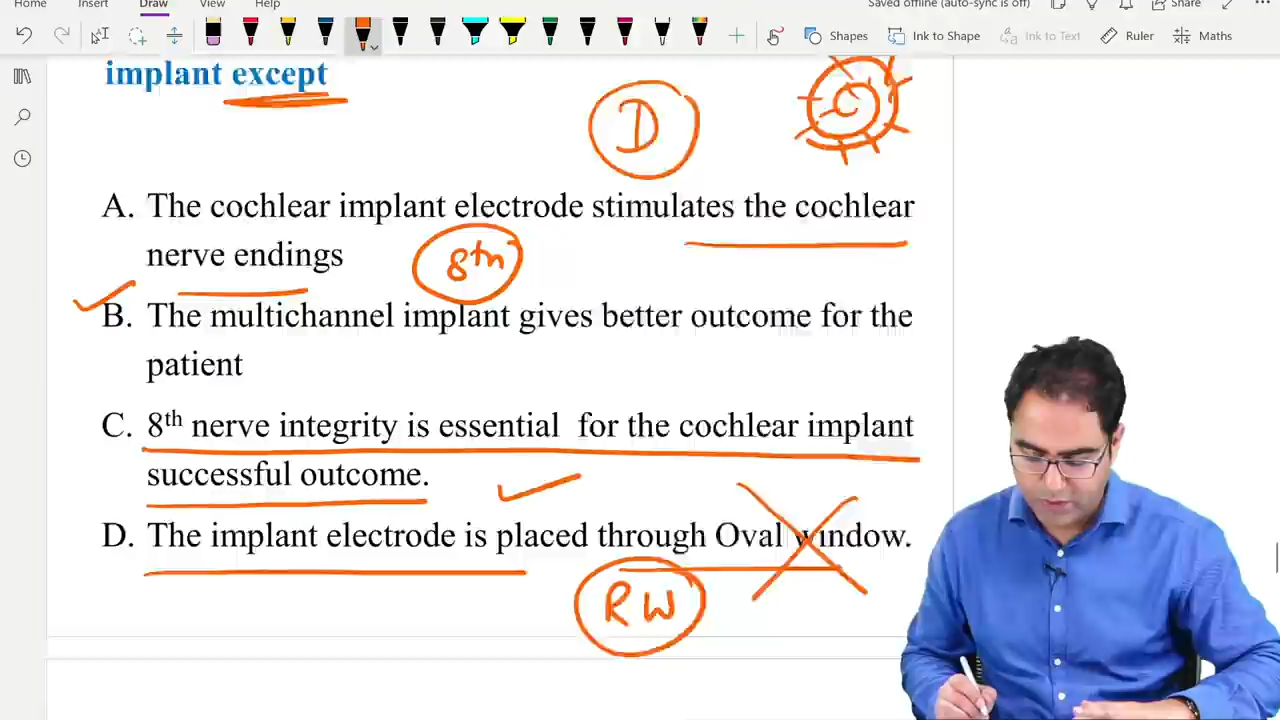 Home Insert Draw View Help Saved offline (auto-sync is off) Share
Shapes Ink to Shape Ink to Text Ruler Maths
implant except
D
A. The cochlear implant electrode stimulates the cochlear
nerve endings
8th
B. The multichannel implant gives better outcome for the
patient
C. 8th nerve integrity is essential for the cochlear implant
successful outcome.
D. The implant electrode is placed through Oval window.
RW